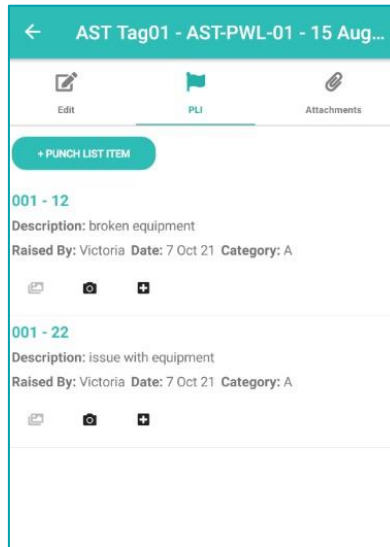 AST Tag01 - AST-PWL-01 - 15 Aug...
Edit PLI Attachments
+ PUNCH LIST ITEM
001 - 12
Description: broken equipment
Raised By: Victoria Date: 7 Oct 21 Category: A
001 - 22
Description: issue with equipment
Raised By: Victoria Date: 7 Oct 21 Category: A